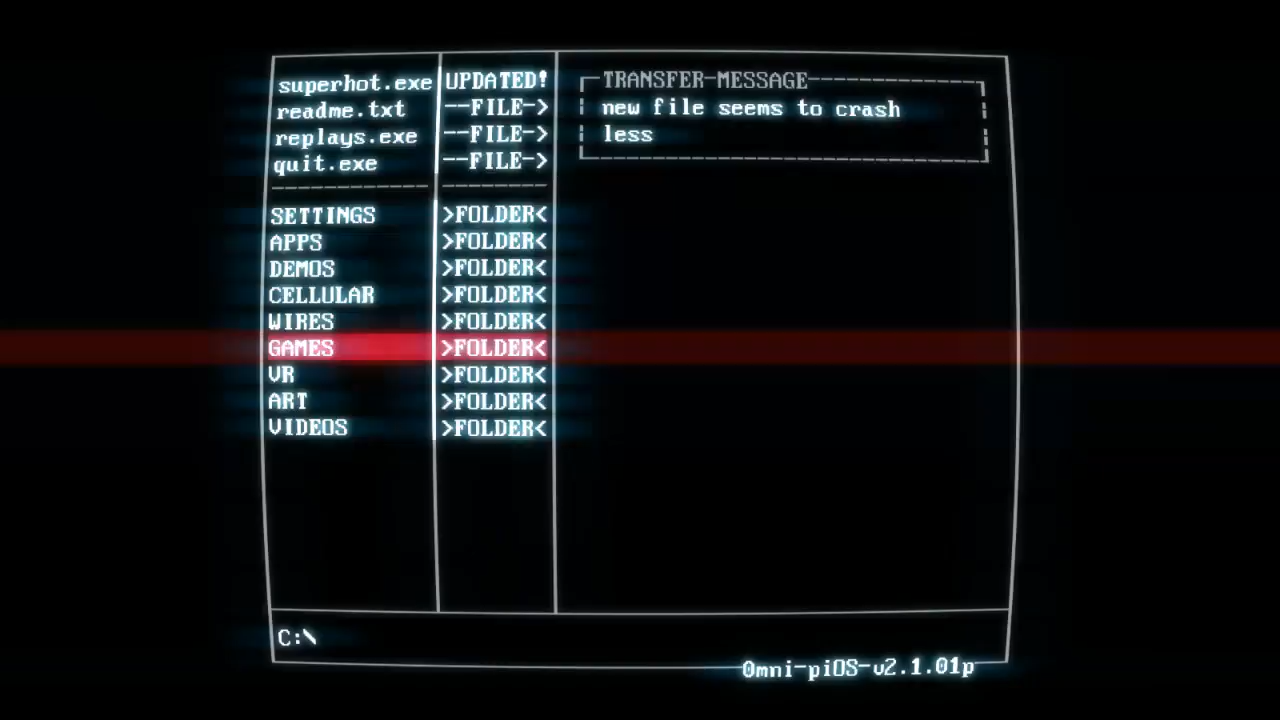 superhot.exe UPDATED!
readme.txt --FILE->
replays.exe --FILE->
quit.exe --FILE->
SETTINGS >FOLDER<
APPS >FOLDER<
DEMOS >FOLDER<
CELLULAR >FOLDER<
WIRES >FOLDER<
GAMES >FOLDER<
VR >FOLDER<
ART >FOLDER<
VIDEOS >FOLDER<
TRANSFER-MESSAGE
new file seems to crash
less
C:\
0mni-piOS-v2.1.01p